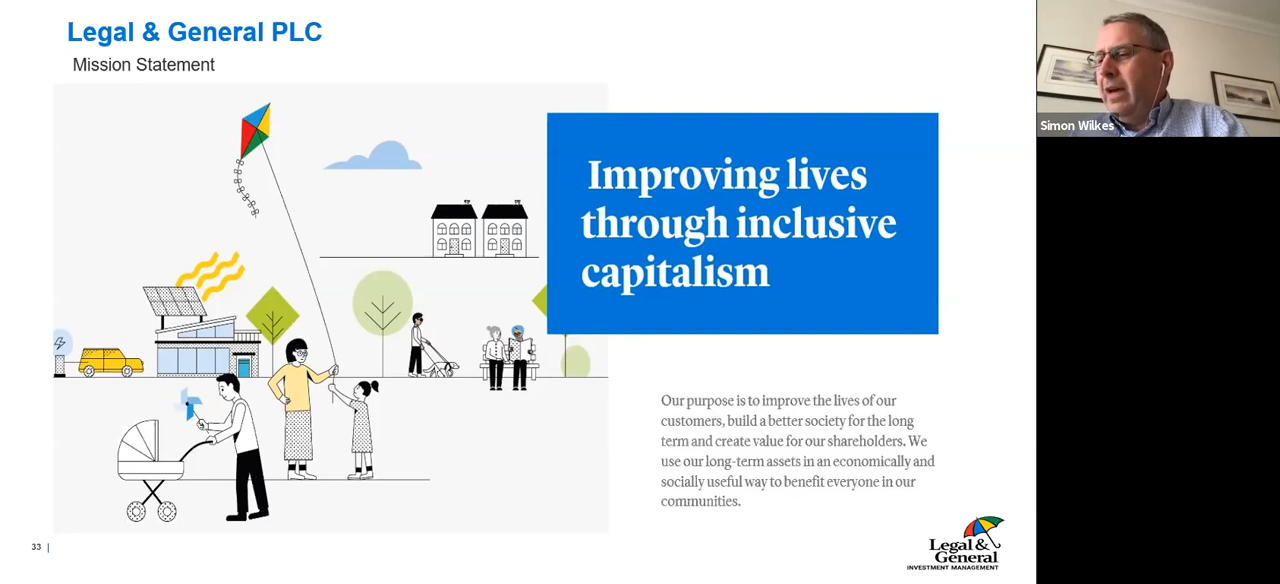 Legal & General PLC
Mission Statement
Simon Wilkes
Improving lives
through inclusive
capitalism
Our purpose is to improve the lives of our
customers, build a better society for the long
term and create value for our shareholders. We
use our long-term assets in an economically and
socially useful way to benefit everyone in our
communities.
33 |
Legal &
General
INVESTMENT MANAGEMENT